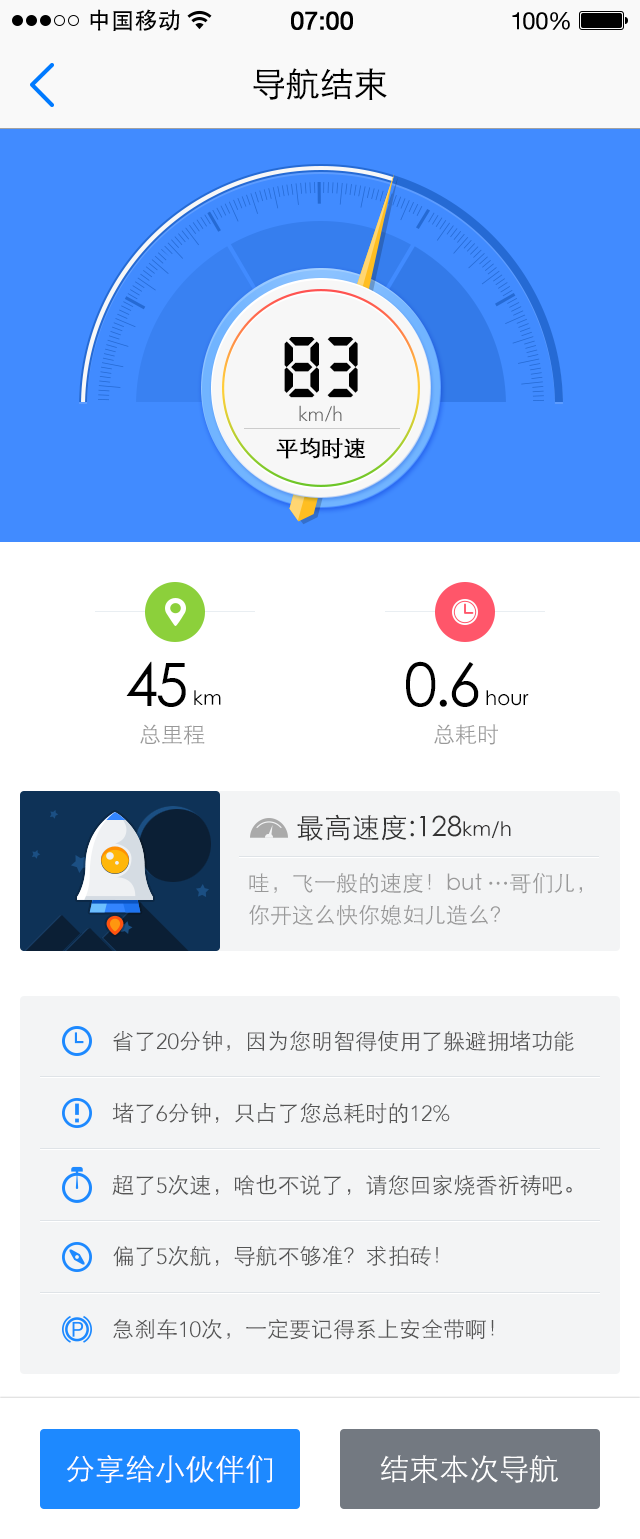 中国移动 07:00 100%
导航结束
83
km/h
平均时速
45 km 0.6 hour
总里程 总耗时
最高速度:128km/h
哇，飞一般的速度！but …哥们儿，
你开这么快你媳妇儿造么？
省了20分钟，因为您明智得使用了躲避拥堵功能
堵了6分钟，只占了您总耗时的12%
超了5次速，啥也不说了，请您回家烧香祈祷吧。
偏了5次航，导航不够准？求拍砖！
P 急刹车10次，一定要记得系上安全带啊！
分享给小伙伴们 结束本次导航